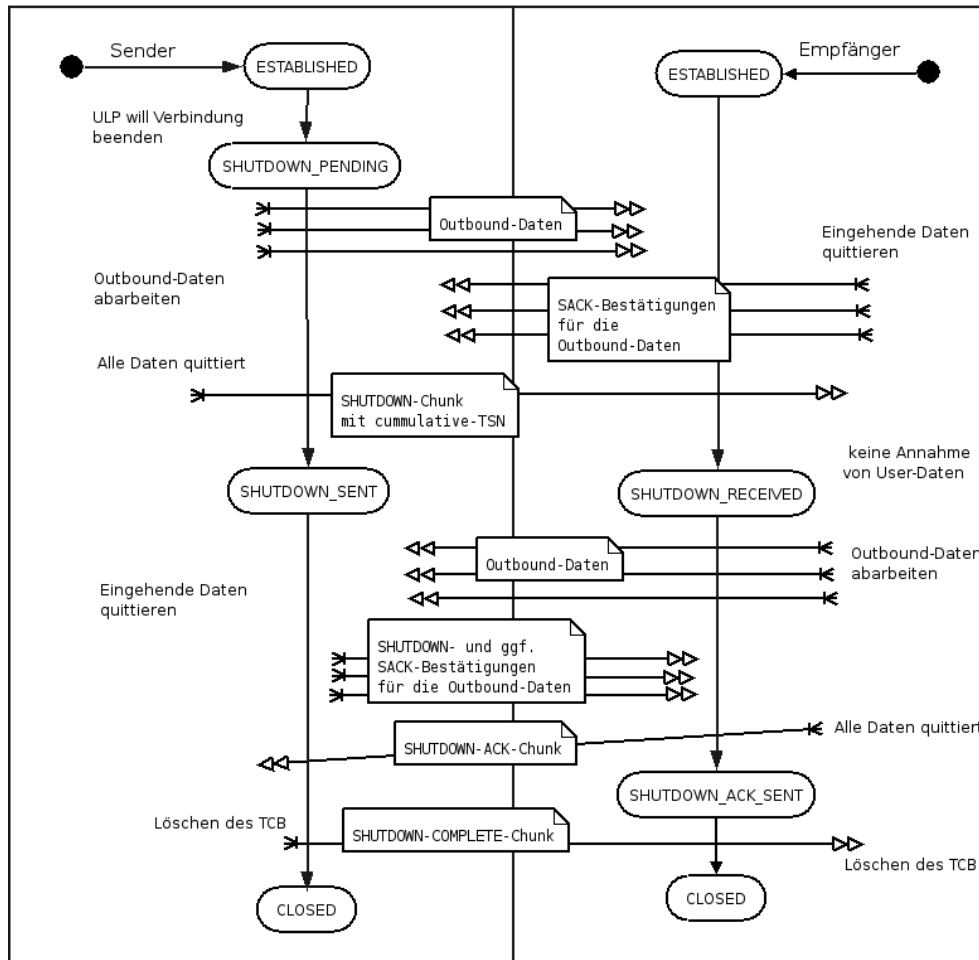 Sender
Empfänger
ESTABLISHED
ESTABLISHED
ULP will Verbindung
beenden
SHUTDOWN_PENDING
Outbound-Daten
Eingehende Daten
quittieren
Outbound-Daten
abarbeiten
SACK-Bestätigungen
für die
Outbound-Daten
Alle Daten quittiert
SHUTDOWN-Chunk
mit cummulative-TSN
keine Annahme
von User-Daten
SHUTDOWN_SENT
SHUTDOWN_RECEIVED
Outbound-Daten
Outbound-Daten
abarbeiten
Eingehende Daten
quittieren
SHUTDOWN- und ggf.
SACK-Bestätigungen
für die Outbound-Daten
Alle Daten quittiert
SHUTDOWN-ACK-Chunk
SHUTDOWN_ACK_SENT
Löschen des TCB
SHUTDOWN-COMPLETE-Chunk
Löschen des TCB
CLOSED
CLOSED